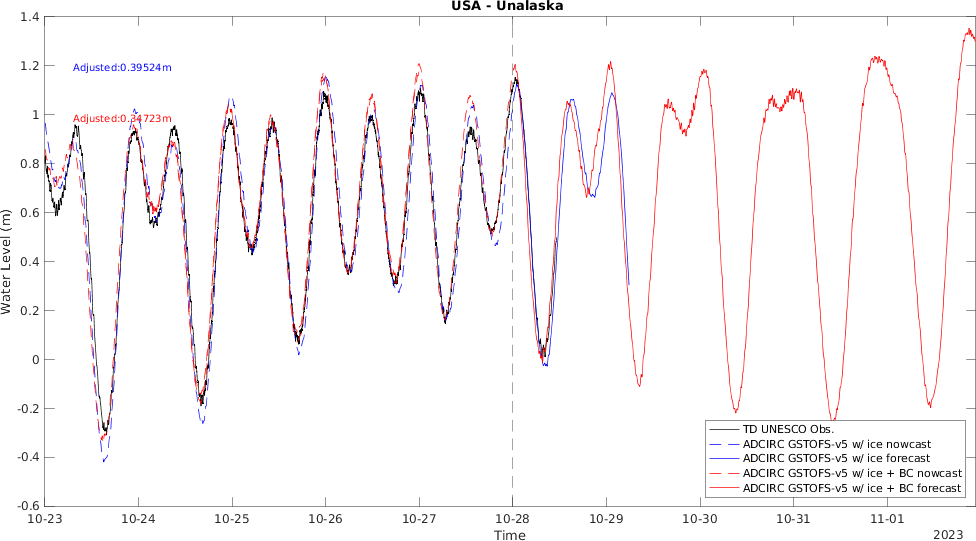 USA - Unalaska
1.4
1.2
1
0.8
0.6
0.4
0.2
0
-0.2
-0.4
-0.6
Water Level (m)
Adjusted:0.39524m
Adjusted:0.34723m
TD UNESCO Obs.
ADCIRC GSTOFS-v5 w/ ice nowcast
ADCIRC GSTOFS-v5 w/ ice forecast
ADCIRC GSTOFS-v5 w/ ice + BC nowcast
ADCIRC GSTOFS-v5 w/ ice + BC forecast
10-23 10-24 10-25 10-26 10-27 10-28 10-29 10-30 10-31 11-01
Time
2023